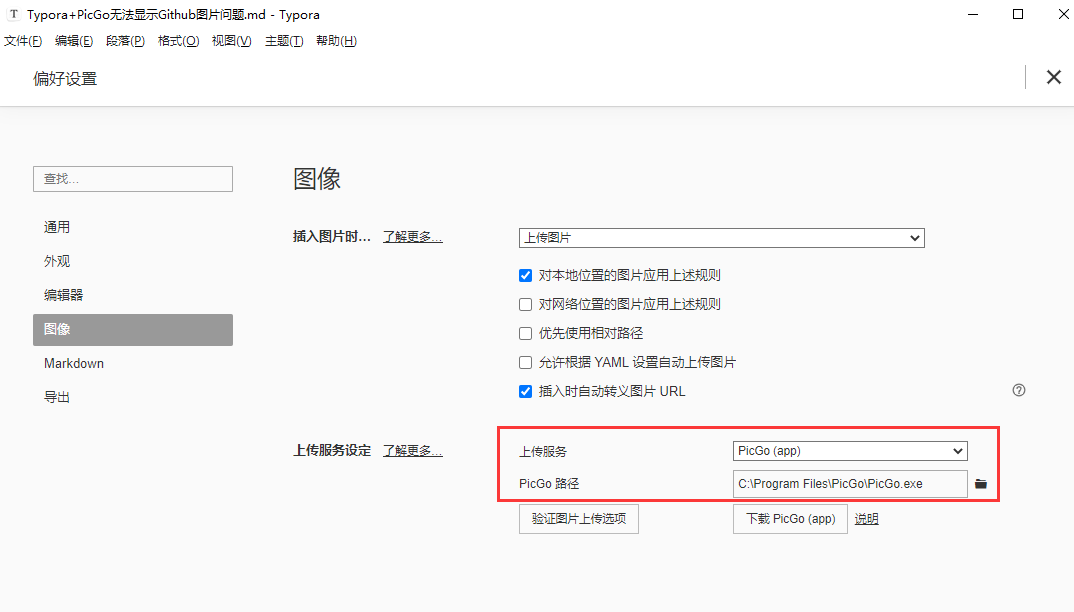 T Typora+PicGo无法显示Github图片问题.md - Typora
文件(F) 编辑(E) 段落(P) 格式(O) 视图(V) 主题(T) 帮助(H)
偏好设置
查找...
通用
外观
编辑器
图像
Markdown
导出
图像
插入图片时... 了解更多...
上传图片
对本地位置的图片应用上述规则
对网络位置的图片应用上述规则
优先使用相对路径
允许根据 YAML 设置自动上传图片
插入时自动转义图片 URL
上传服务设定 了解更多...
上传服务 PicGo (app)
PicGo 路径 C:\Program Files\PicGo\PicGo.exe
验证图片上传选项 下载 PicGo (app) 说明